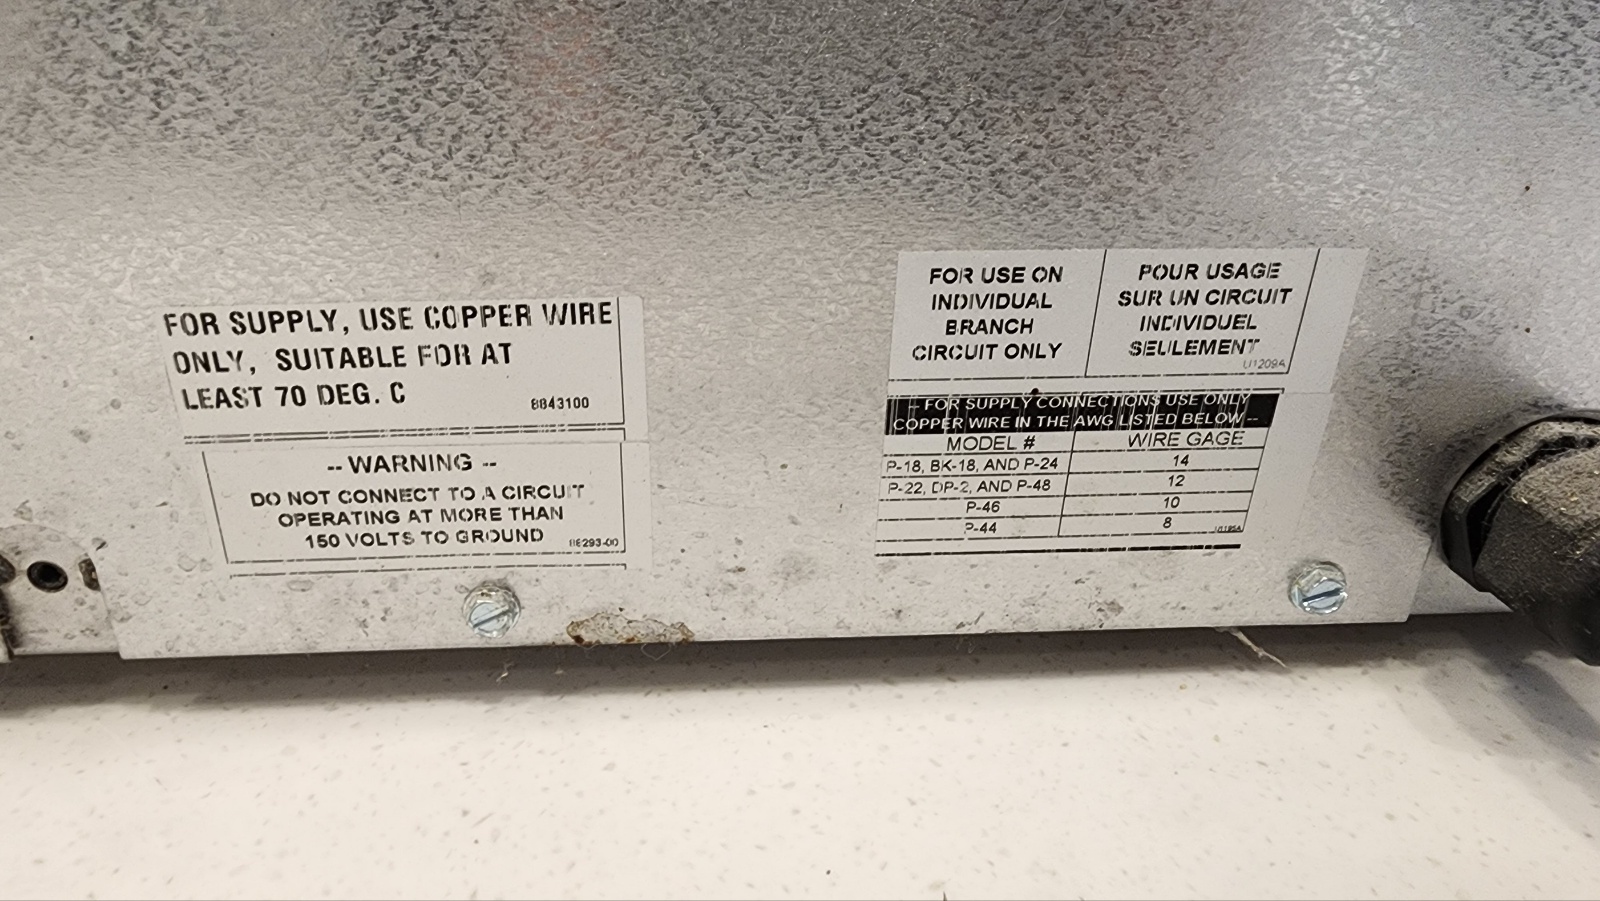 FOR SUPPLY, USE COPPER WIRE
ONLY, SUITABLE FOR AT
LEAST 70 DEG. C
8843100
-- WARNING --
DO NOT CONNECT TO A CIRCUIT
OPERATING AT MORE THAN
150 VOLTS TO GROUND
FOR USE ON
INDIVIDUAL
BRANCH
CIRCUIT ONLY
POUR USAGE
SUR UN CIRCUIT
INDIVIDUEL
SEULEMENT
U1209A
-- FOR SUPPLY CONNECTIONS USE ONLY
COPPER WIRE IN THE AWG LISTED BELOW --
MODEL # WIRE GAGE
P-18, BK-18, AND P-24 14
P-22, DP-2, AND P-48 12
P-46 10
P-44 8